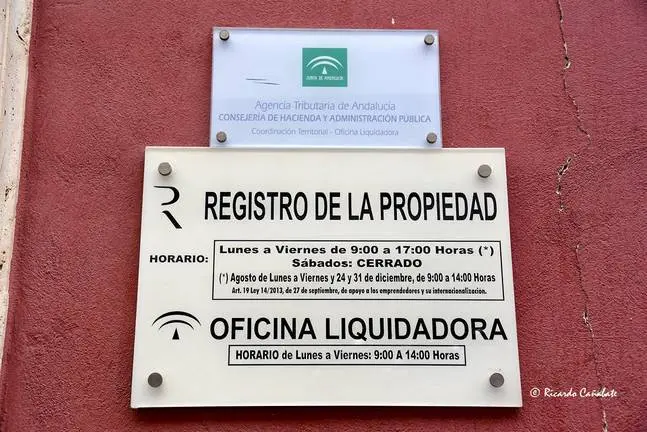 JUNTA DE ANDALUCIA
Agencia Tributaria de Andalucía
CONSEJERÍA DE HACIENDA Y ADMINISTRACIÓN PÚBLICA
Coordinación Territorial - Oficina Liquidadora
R REGISTRO DE LA PROPIEDAD
HORARIO:
Lunes a Viernes de 9:00 a 17:00 Horas (*)
Sábados: CERRADO
(*) Agosto de Lunes a Viernes y 24 y 31 de diciembre, de 9:00 a 14:00 Horas
Art. 19 Ley 14/2013, de 27 de septiembre, de apoyo a los emprendedores y su internacionalización.
OFICINA LIQUIDADORA
HORARIO de Lunes a Viernes: 9:00 A 14:00 Horas
© Ricardo Cañabate